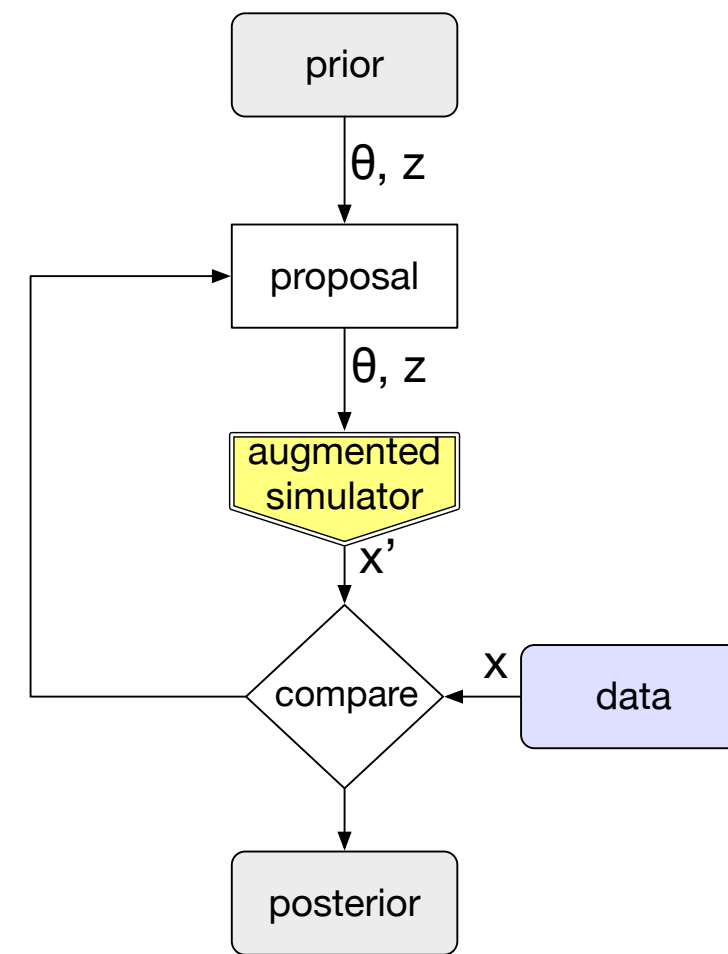 prior
θ, z
proposal
θ, z
augmented
simulator
x’
compare
x
data
posterior